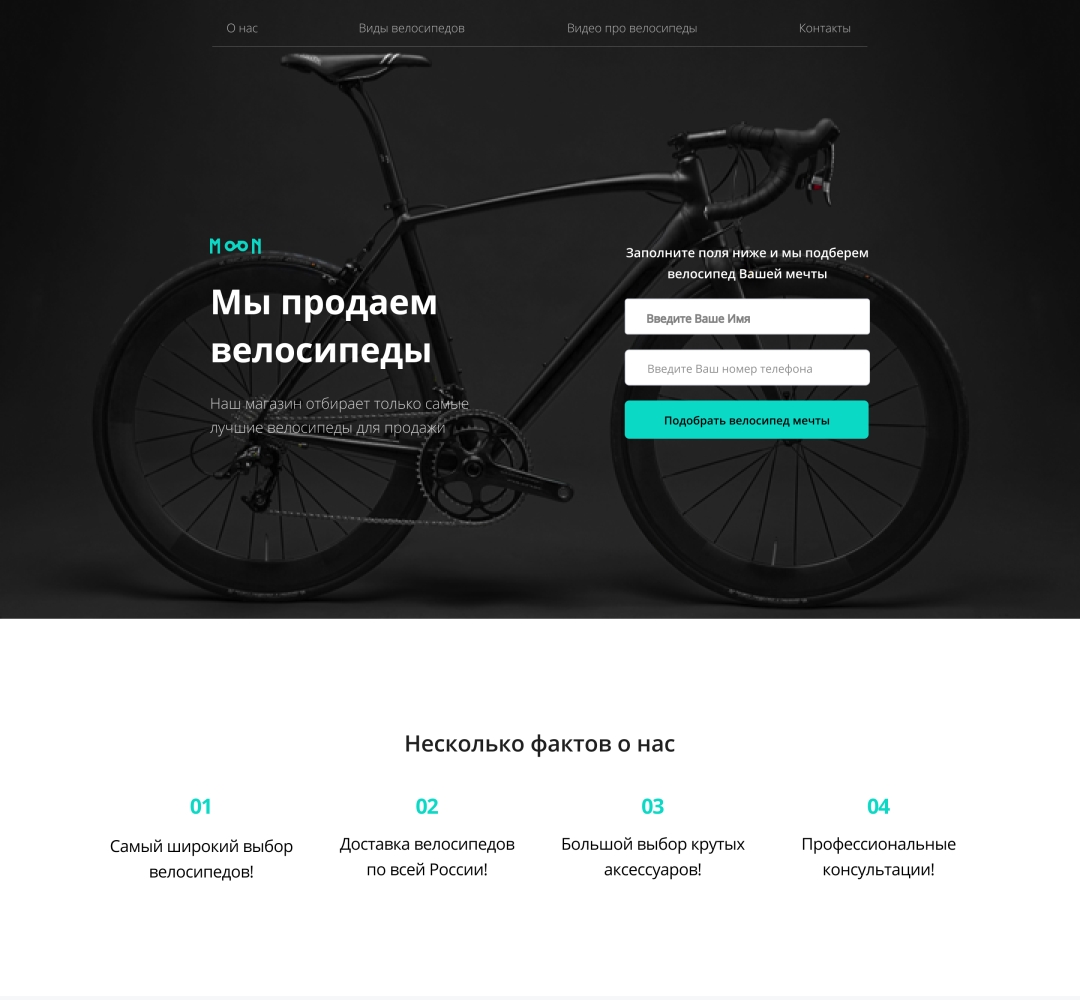 О нас
Виды велосипедов
Видео про велосипеды
Контакты
MOON
Мы продаем
велосипеды
Наш магазин отбирает только самые
лучшие велосипеды для продажи
Заполните поля ниже и мы подберем
велосипед Вашей мечты
Введите Ваше Имя
Введите Ваш номер телефона
Подобрать велосипед мечты
Несколько фактов о нас
01
Самый широкий выбор
велосипедов!
02
Доставка велосипедов
по всей России!
03
Большой выбор крутых
аксессуаров!
04
Профессиональные
консультации!